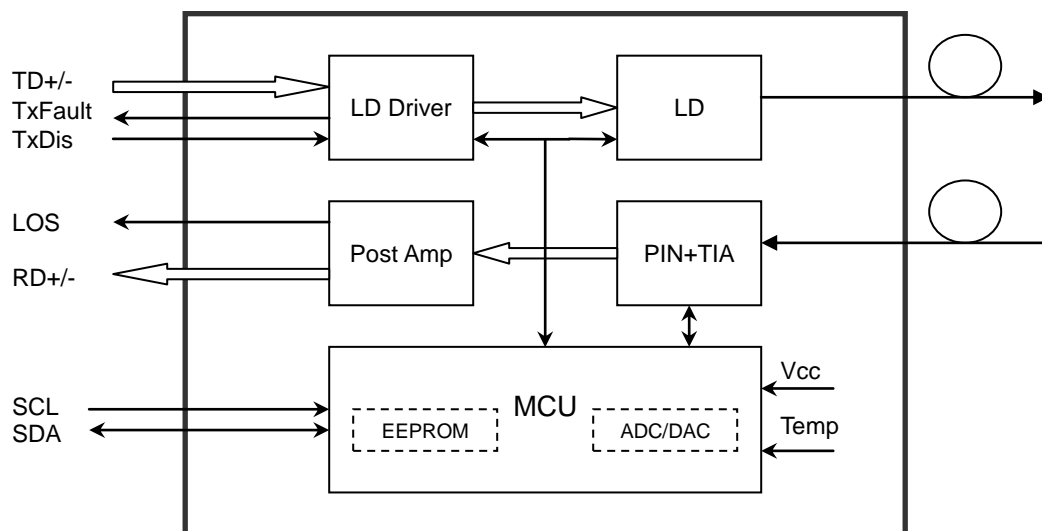 TD+/-
TxFault
TxDis
LD Driver
LD
LOS
RD+/-
Post Amp
PIN+TIA
SCL
SDA
MCU
EEPROM
ADC/DAC
Vcc
Temp